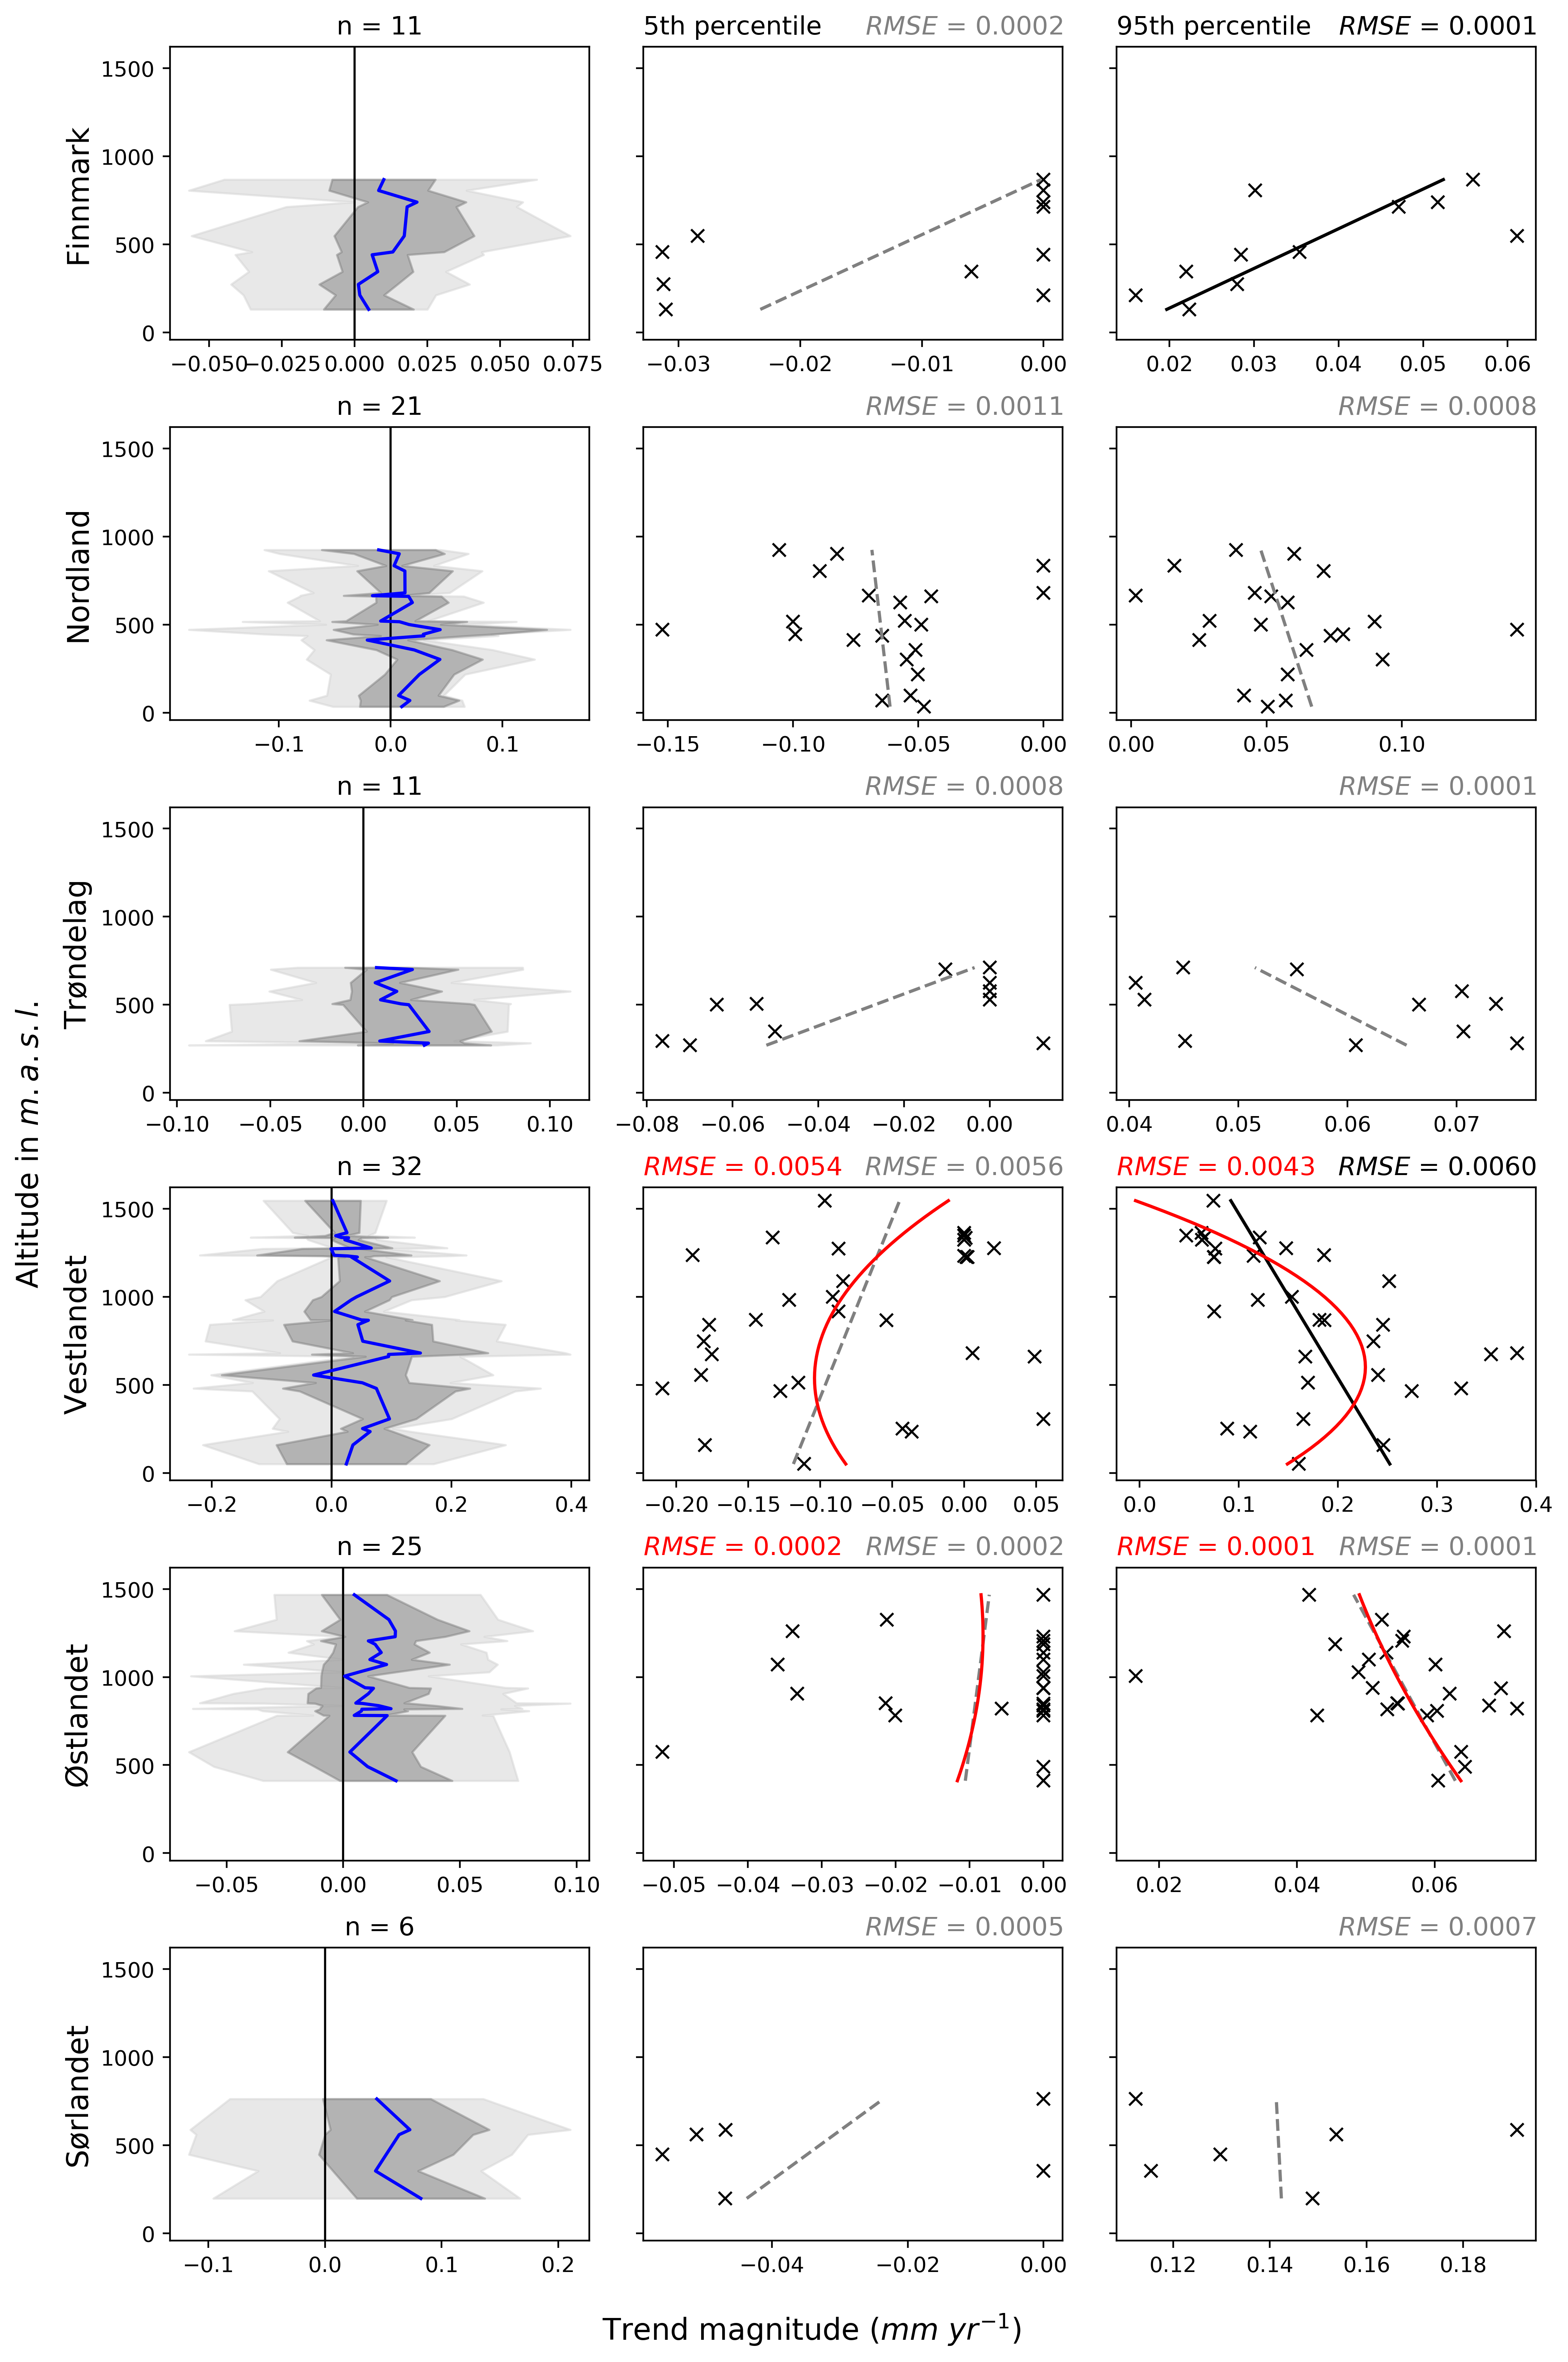 n = 11
5th percentile RMSE = 0.0002
95th percentile RMSE = 0.0001
Finnmark
1500
1000
500
0
−0.050 −0.025 0.000 0.025 0.075
−0.03 −0.02 −0.01 0.00
0.02 0.03 0.04 0.05 0.06
n = 21
RMSE = 0.0011
RMSE = 0.0008
Nordland
1500
1000
500
0
−0.1 0.0 0.1
−0.15 −0.10 −0.05 0.00
0.00 0.05 0.10
n = 11
RMSE = 0.0008
RMSE = 0.0001
Trøndelag
1500
1000
500
0
−0.10 −0.05 0.00 0.05 0.10
−0.08 −0.06 −0.04 −0.02 0.00
0.04 0.05 0.06 0.07
Altitude in m.a.s.l.
n = 32
RMSE = 0.0054 RMSE = 0.0056
RMSE = 0.0043 RMSE = 0.0060
Vestlandet
1500
1000
500
0
−0.2 0.0 0.2 0.4
−0.20 −0.15 −0.10 −0.05 0.00 0.05
0.0 0.1 0.2 0.3 0.4
n = 25
RMSE = 0.0002 RMSE = 0.0002
RMSE = 0.0001 RMSE = 0.0001
Østlandet
1500
1000
500
0
−0.05 0.00 0.05 0.10
−0.05 −0.04 −0.03 −0.02 −0.01 0.00
0.02 0.04 0.06
n = 6
RMSE = 0.0005
RMSE = 0.0007
Sørlandet
1500
1000
500
0
−0.1 0.0 0.1 0.2
−0.04 −0.02 0.00
0.12 0.14 0.16 0.18
Trend magnitude (mm yr⁻¹)